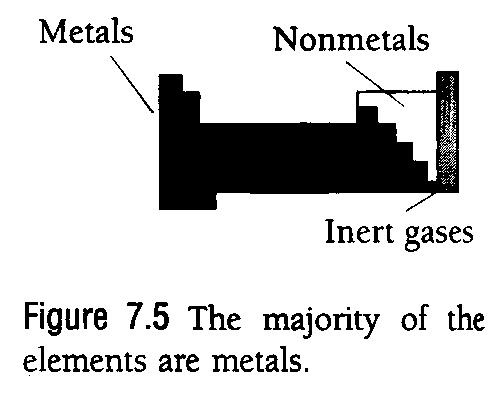 Metals
Nonmetals
Inert gases
Figure 7.5 The majority of the
elements are metals.